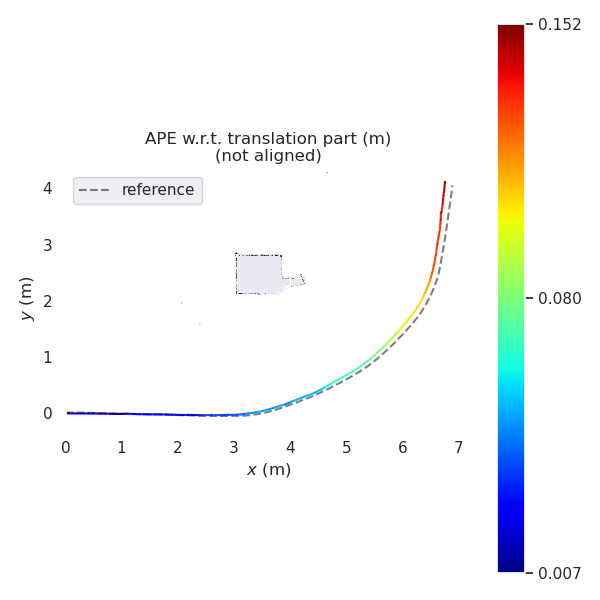 APE w.r.t. translation part (m)
(not aligned)
reference
4
3
2
1
0
y (m)
0 1 2 3 4 5 6 7
x (m)
0.152
0.080
0.007